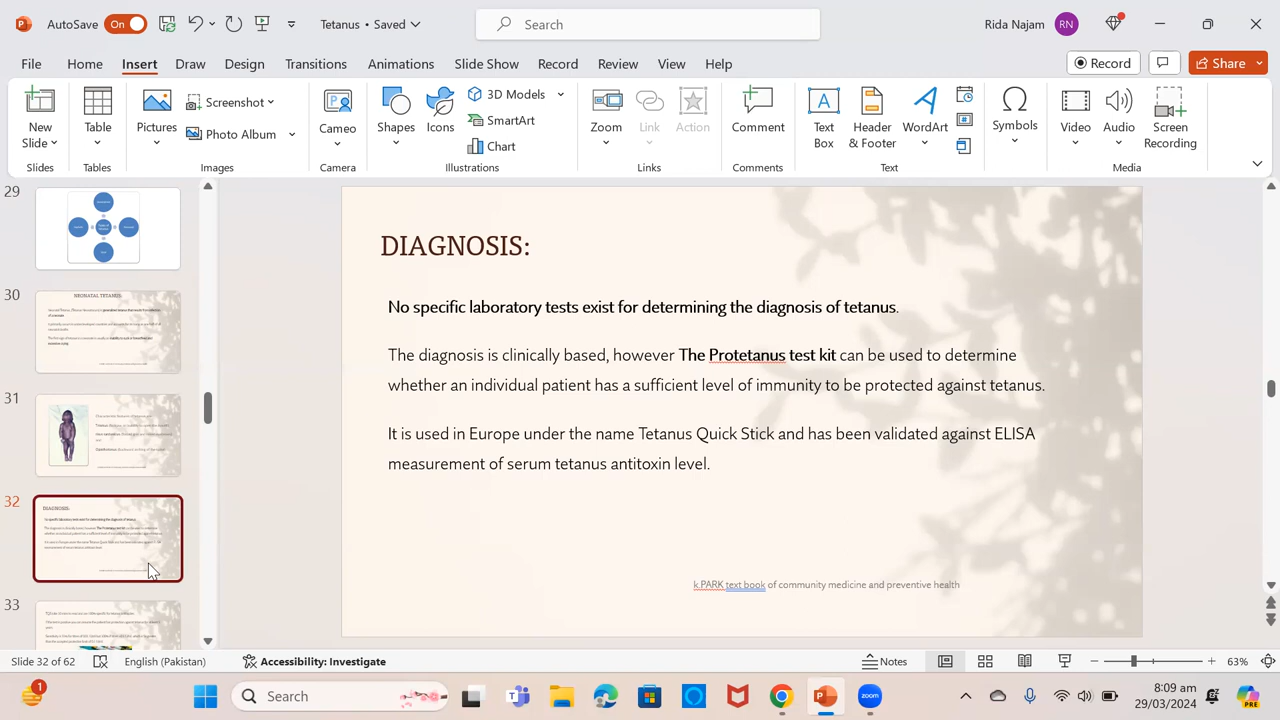 AutoSave On Tetanus • Saved Search Rida Najam RN
File Home Insert Draw Design Transitions Animations Slide Show Record Review View Help Record Share
New Slide
Slides
Table
Tables
Pictures
Screenshot
Photo Album
Images
Cameo
Camera
Shapes
Icons
3D Models
SmartArt
Chart
Illustrations
Zoom
Link
Action
Links
Comment
Comments
Text Box
Header & Footer
WordArt
Text
Symbols
Video
Audio
Screen Recording
Media
29
30
NEONATAL TETANUS:
31
32
DIAGNOSIS:
33
DIAGNOSIS:
No specific laboratory tests exist for determining the diagnosis of tetanus.
The diagnosis is clinically based, however The Protetanus test kit can be used to determine
whether an individual patient has a sufficient level of immunity to be protected against tetanus.
It is used in Europe under the name Tetanus Quick Stick and has been validated against ELISA
measurement of serum tetanus antitoxin level.
k.PARK text book of community medicine and preventive health
Slide 32 of 62 English (Pakistan) Accessibility: Investigate Notes 63%
1 Search 8:09 am
29/03/2024
zoom
PRE